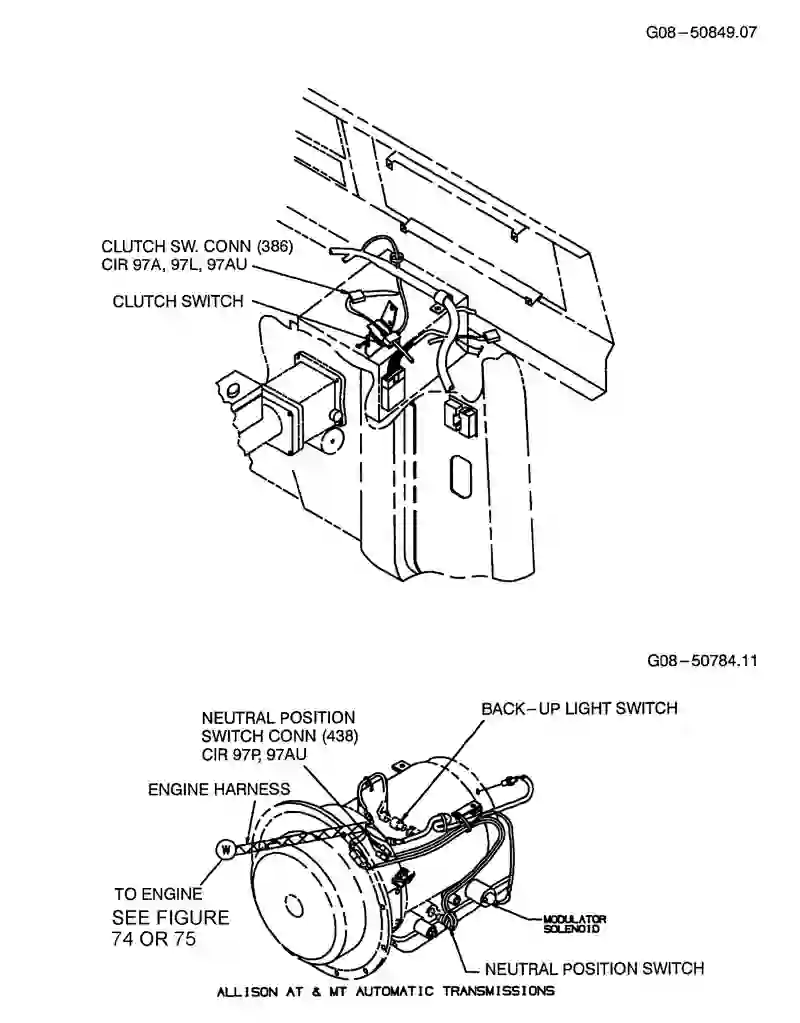 G08-50849.07
CLUTCH SW. CONN (386)
CIR 97A, 97L, 97AU
CLUTCH SWITCH
G08-50784.11
BACK-UP LIGHT SWITCH
NEUTRAL POSITION
SWITCH CONN (438)
CIR 97P, 97AU
ENGINE HARNESS
W
TO ENGINE
SEE FIGURE
74 OR 75
MODULATOR
SOLENOID
NEUTRAL POSITION SWITCH
ALLISON AT & MT AUTOMATIC TRANSMISSIONS